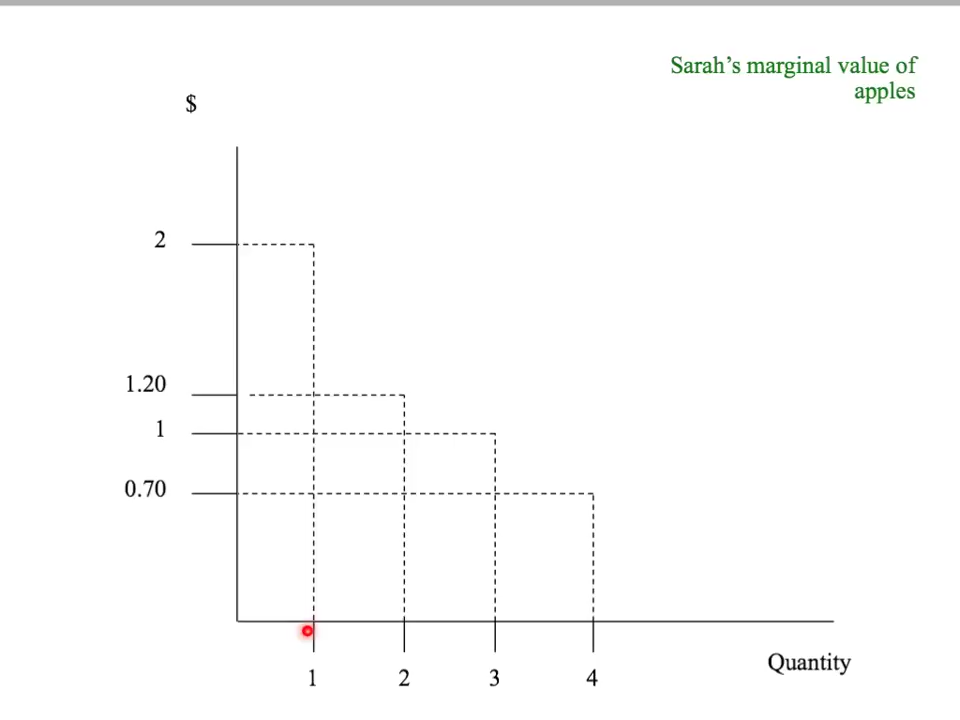 Sarah’s marginal value of
apples
$
2
1.20
1
0.70
Quantity
1 2 3 4